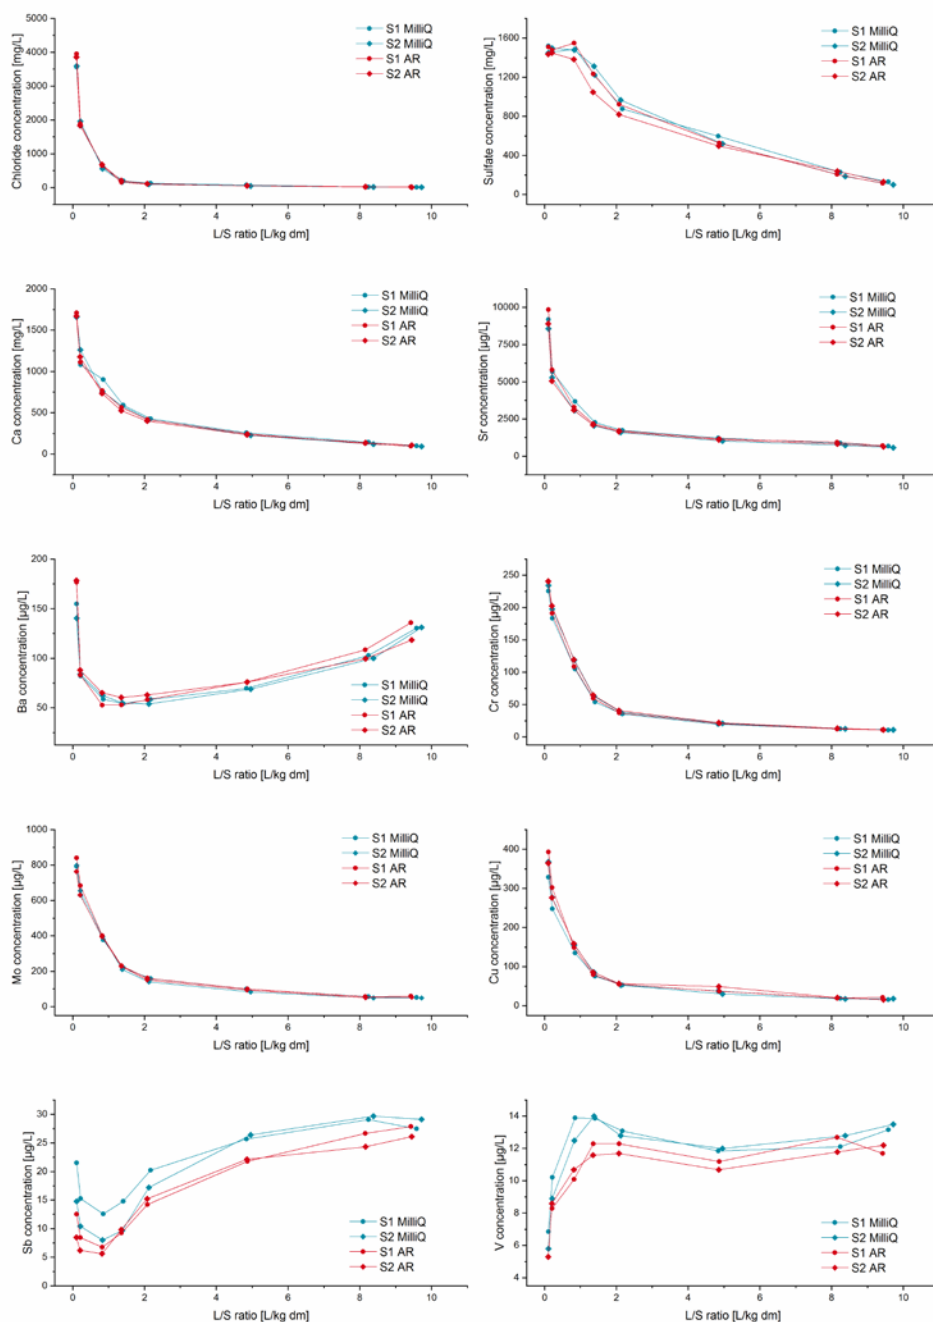 Chloride concentration [mg/L]
5000
4000
3000
2000
1000
0
0 2 4 6 8 10
L/S ratio [L/kg dm]
S1 MilliQ
S2 MilliQ
S1 AR
S2 AR
Sulfate concentration [mg/L]
1600
1200
800
400
0
0 2 4 6 8 10
L/S ratio [L/kg dm]
S1 MilliQ
S2 MilliQ
S1 AR
S2 AR
Ca concentration [mg/L]
2000
1750
1500
1250
1000
750
500
250
0
0 2 4 6 8 10
L/S ratio [L/kg dm]
S1 MilliQ
S2 MilliQ
S1 AR
S2 AR
Sr concentration [µg/L]
10000
7500
5000
2500
0
0 2 4 6 8 10
L/S ratio [L/kg dm]
S1 MilliQ
S2 MilliQ
S1 AR
S2 AR
Ba concentration [µg/L]
200
150
100
50
0 2 4 6 8 10
L/S ratio [L/kg dm]
S1 MilliQ
S2 MilliQ
S1 AR
S2 AR
Cr concentration [µg/L]
250
200
150
100
50
0
0 2 4 6 8 10
L/S ratio [L/kg dm]
S1 MilliQ
S2 MilliQ
S1 AR
S2 AR
Mo concentration [µg/L]
1000
800
600
400
200
0
0 2 4 6 8 10
L/S ratio [L/kg dm]
S1 MilliQ
S2 MilliQ
S1 AR
S2 AR
Cu concentration [µg/L]
400
300
200
100
0
0 2 4 6 8 10
L/S ratio [L/kg dm]
S1 MilliQ
S2 MilliQ
S1 AR
S2 AR
Sb concentration [µg/L]
30
25
20
15
10
5
0
0 2 4 6 8 10
L/S ratio [L/kg dm]
S1 MilliQ
S2 MilliQ
S1 AR
S2 AR
V concentration [µg/L]
14
12
10
8
6
4
0 2 4 6 8 10
L/S ratio [L/kg dm]
S1 MilliQ
S2 MilliQ
S1 AR
S2 AR